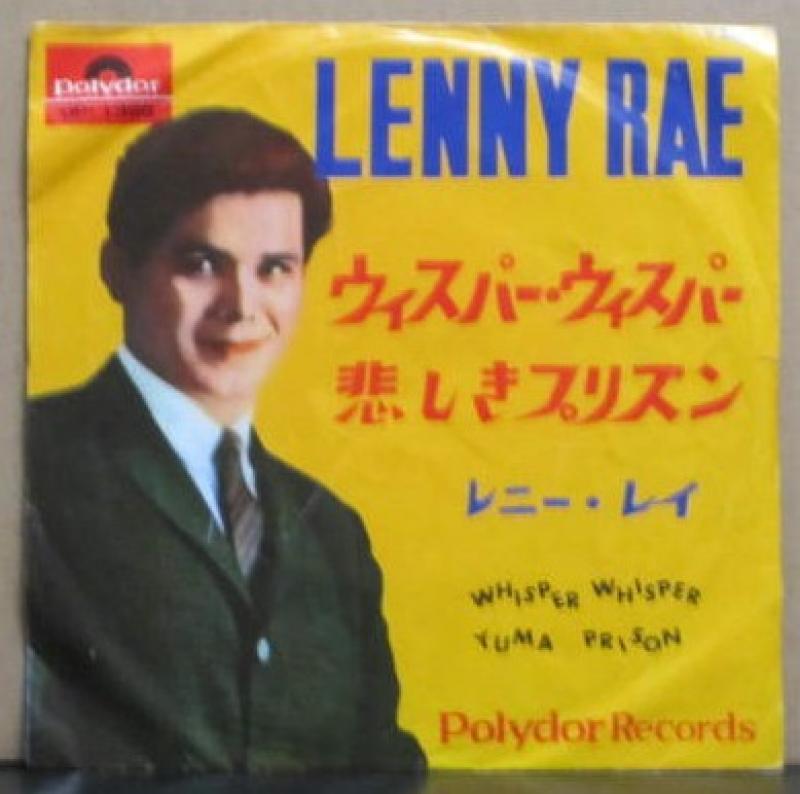 Polydor
LENNY RAE
ウィスパー・ウィスパー
悲しきプリズン
レニー・レイ
WHISPER WHISPER
YUMA PRISON
Polydor Records